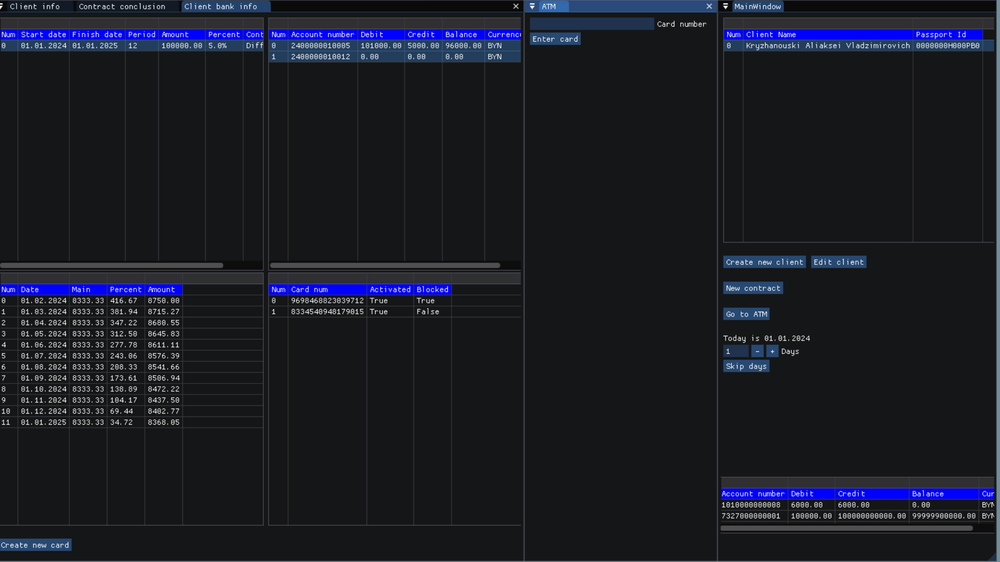 Client info Contract conclusion Client bank info
Num Start date Finish date Period Amount Percent Cont
0 01.01.2024 01.01.2025 12 100000.00 5.0% Diff
Num Account number Debit Credit Balance Currenc
0 2400000010005 101000.00 5000.00 96000.00 BYN
1 2400000010012 0.00 0.00 0.00 BYN
Num Date Main Percent Amount
0 01.02.2024 8333.33 416.67 8750.00
1 01.03.2024 8333.33 381.94 8715.27
2 01.04.2024 8333.33 347.22 8680.55
3 01.05.2024 8333.33 312.50 8645.83
4 01.06.2024 8333.33 277.78 8611.11
5 01.07.2024 8333.33 243.06 8576.39
6 01.08.2024 8333.33 208.33 8541.66
7 01.09.2024 8333.33 173.61 8506.94
8 01.10.2024 8333.33 138.89 8472.22
9 01.11.2024 8333.33 104.17 8437.50
10 01.12.2024 8333.33 69.44 8402.77
11 01.01.2025 8333.33 34.72 8368.05
Num Card num Activated Blocked
0 9698468823039712 True True
1 8334540948179015 True False
Create new card
ATM
Card number
Enter card
MainWindow
Num Client Name Passport Id
0 Kryzhanouski Aliaksei Vladzimirovich 0000000H000PB0
Create new client Edit client
New contract
Go to ATM
Today is 01.01.2024
1 - + Days
Skip days
Account number Debit Credit Balance Cur
1010000000008 6000.00 6000.00 0.00 BYN
7327000000001 100000.00 100000000000.00 99999900000.00 BYN